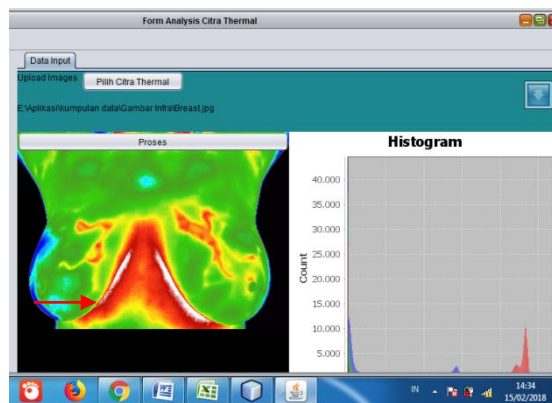 Form Analysis Citra Thermal
Data Input
Upload Images
Pilih Citra Thermal
E:\Aplikasi\kumpulan data\Gambar Infra\Breast.jpg
Proses
Histogram
40.000
35.000
30.000
25.000
20.000
15.000
10.000
5.000
Count
IN
14:34
15/02/2018